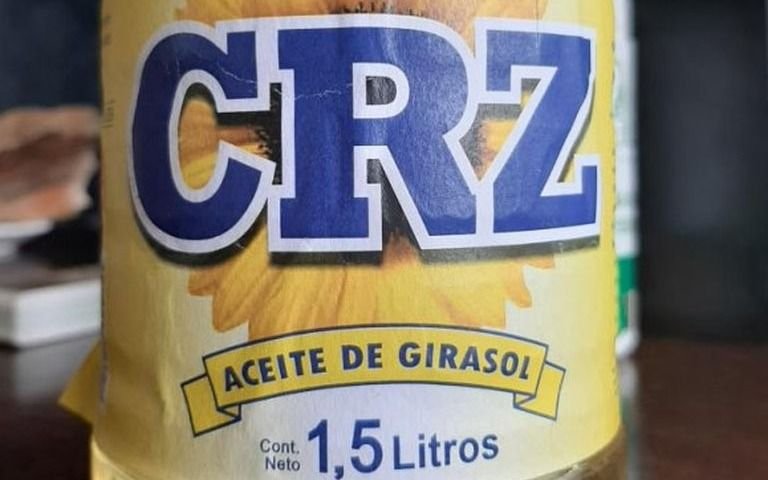 CRZ
ACEITE DE GIRASOL
Cont. Neto 1,5 Litros